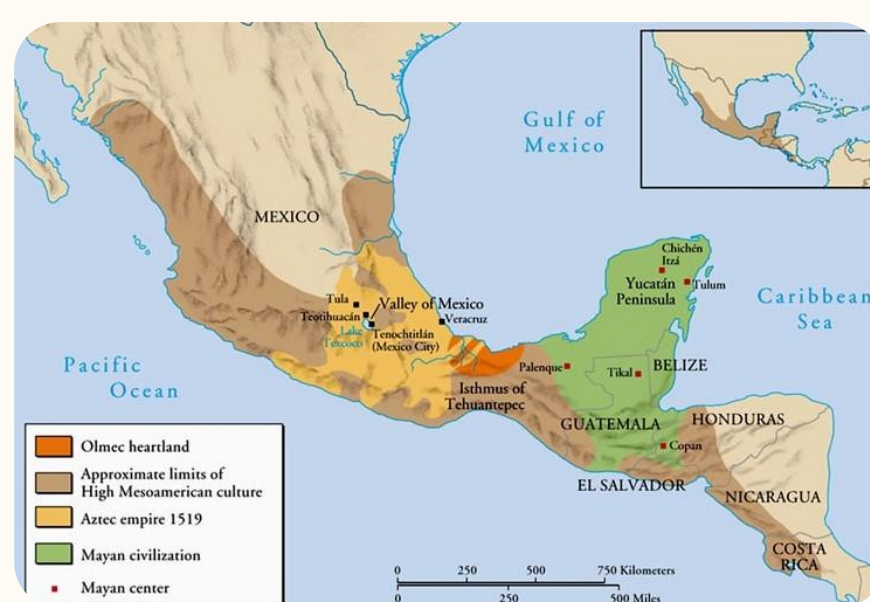 Gulf of
Mexico
MEXICO
Chichén
Itzá
Yucatán
Peninsula
Tulum
Caribbean
Sea
Tula
Valley of Mexico
Teotihuacán
Lake
Texcoco
Tenochtitlán
(Mexico City)
Veracruz
Pacific
Ocean
Palenque
Tikal
BELIZE
Isthmus of
Tehuantepec
GUATEMALA
HONDURAS
Copan
EL SALVADOR
NICARAGUA
COSTA
RICA
Olmec heartland
Approximate limits of
High Mesoamerican culture
Aztec empire 1519
Mayan civilization
Mayan center
0 250 500 750 Kilometers
0 250 500 Miles